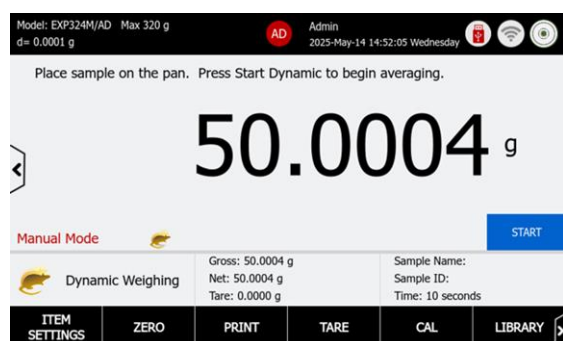 Model: EXP324M/AD Max 320 g
d= 0.0001 g
AD
Admin
2025-May-14 14:52:05 Wednesday
Place sample on the pan. Press Start Dynamic to begin averaging.
50.0004 g
Manual Mode
START
Dynamic Weighing
Gross: 50.0004 g
Net: 50.0004 g
Tare: 0.0000 g
Sample Name:
Sample ID:
Time: 10 seconds
ITEM
SETTINGS
ZERO
PRINT
TARE
CAL
LIBRARY